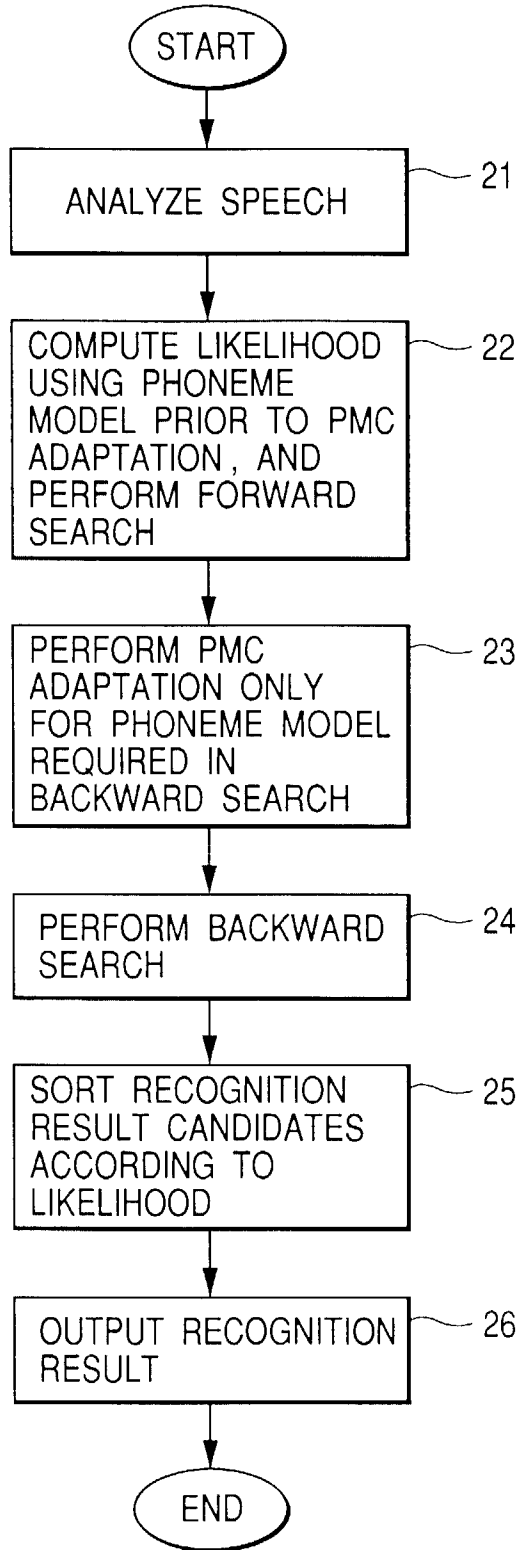 START
ANALYZE SPEECH
21
COMPUTE LIKELIHOOD
USING PHONEME
MODEL PRIOR TO PMC
ADAPTATION, AND
PERFORM FORWARD
SEARCH
22
PERFORM PMC
ADAPTATION ONLY
FOR PHONEME MODEL
REQUIRED IN
BACKWARD SEARCH
23
PERFORM BACKWARD
SEARCH
24
SORT RECOGNITION
RESULT CANDIDATES
ACCORDING TO
LIKELIHOOD
25
OUTPUT RECOGNITION
RESULT
26
END